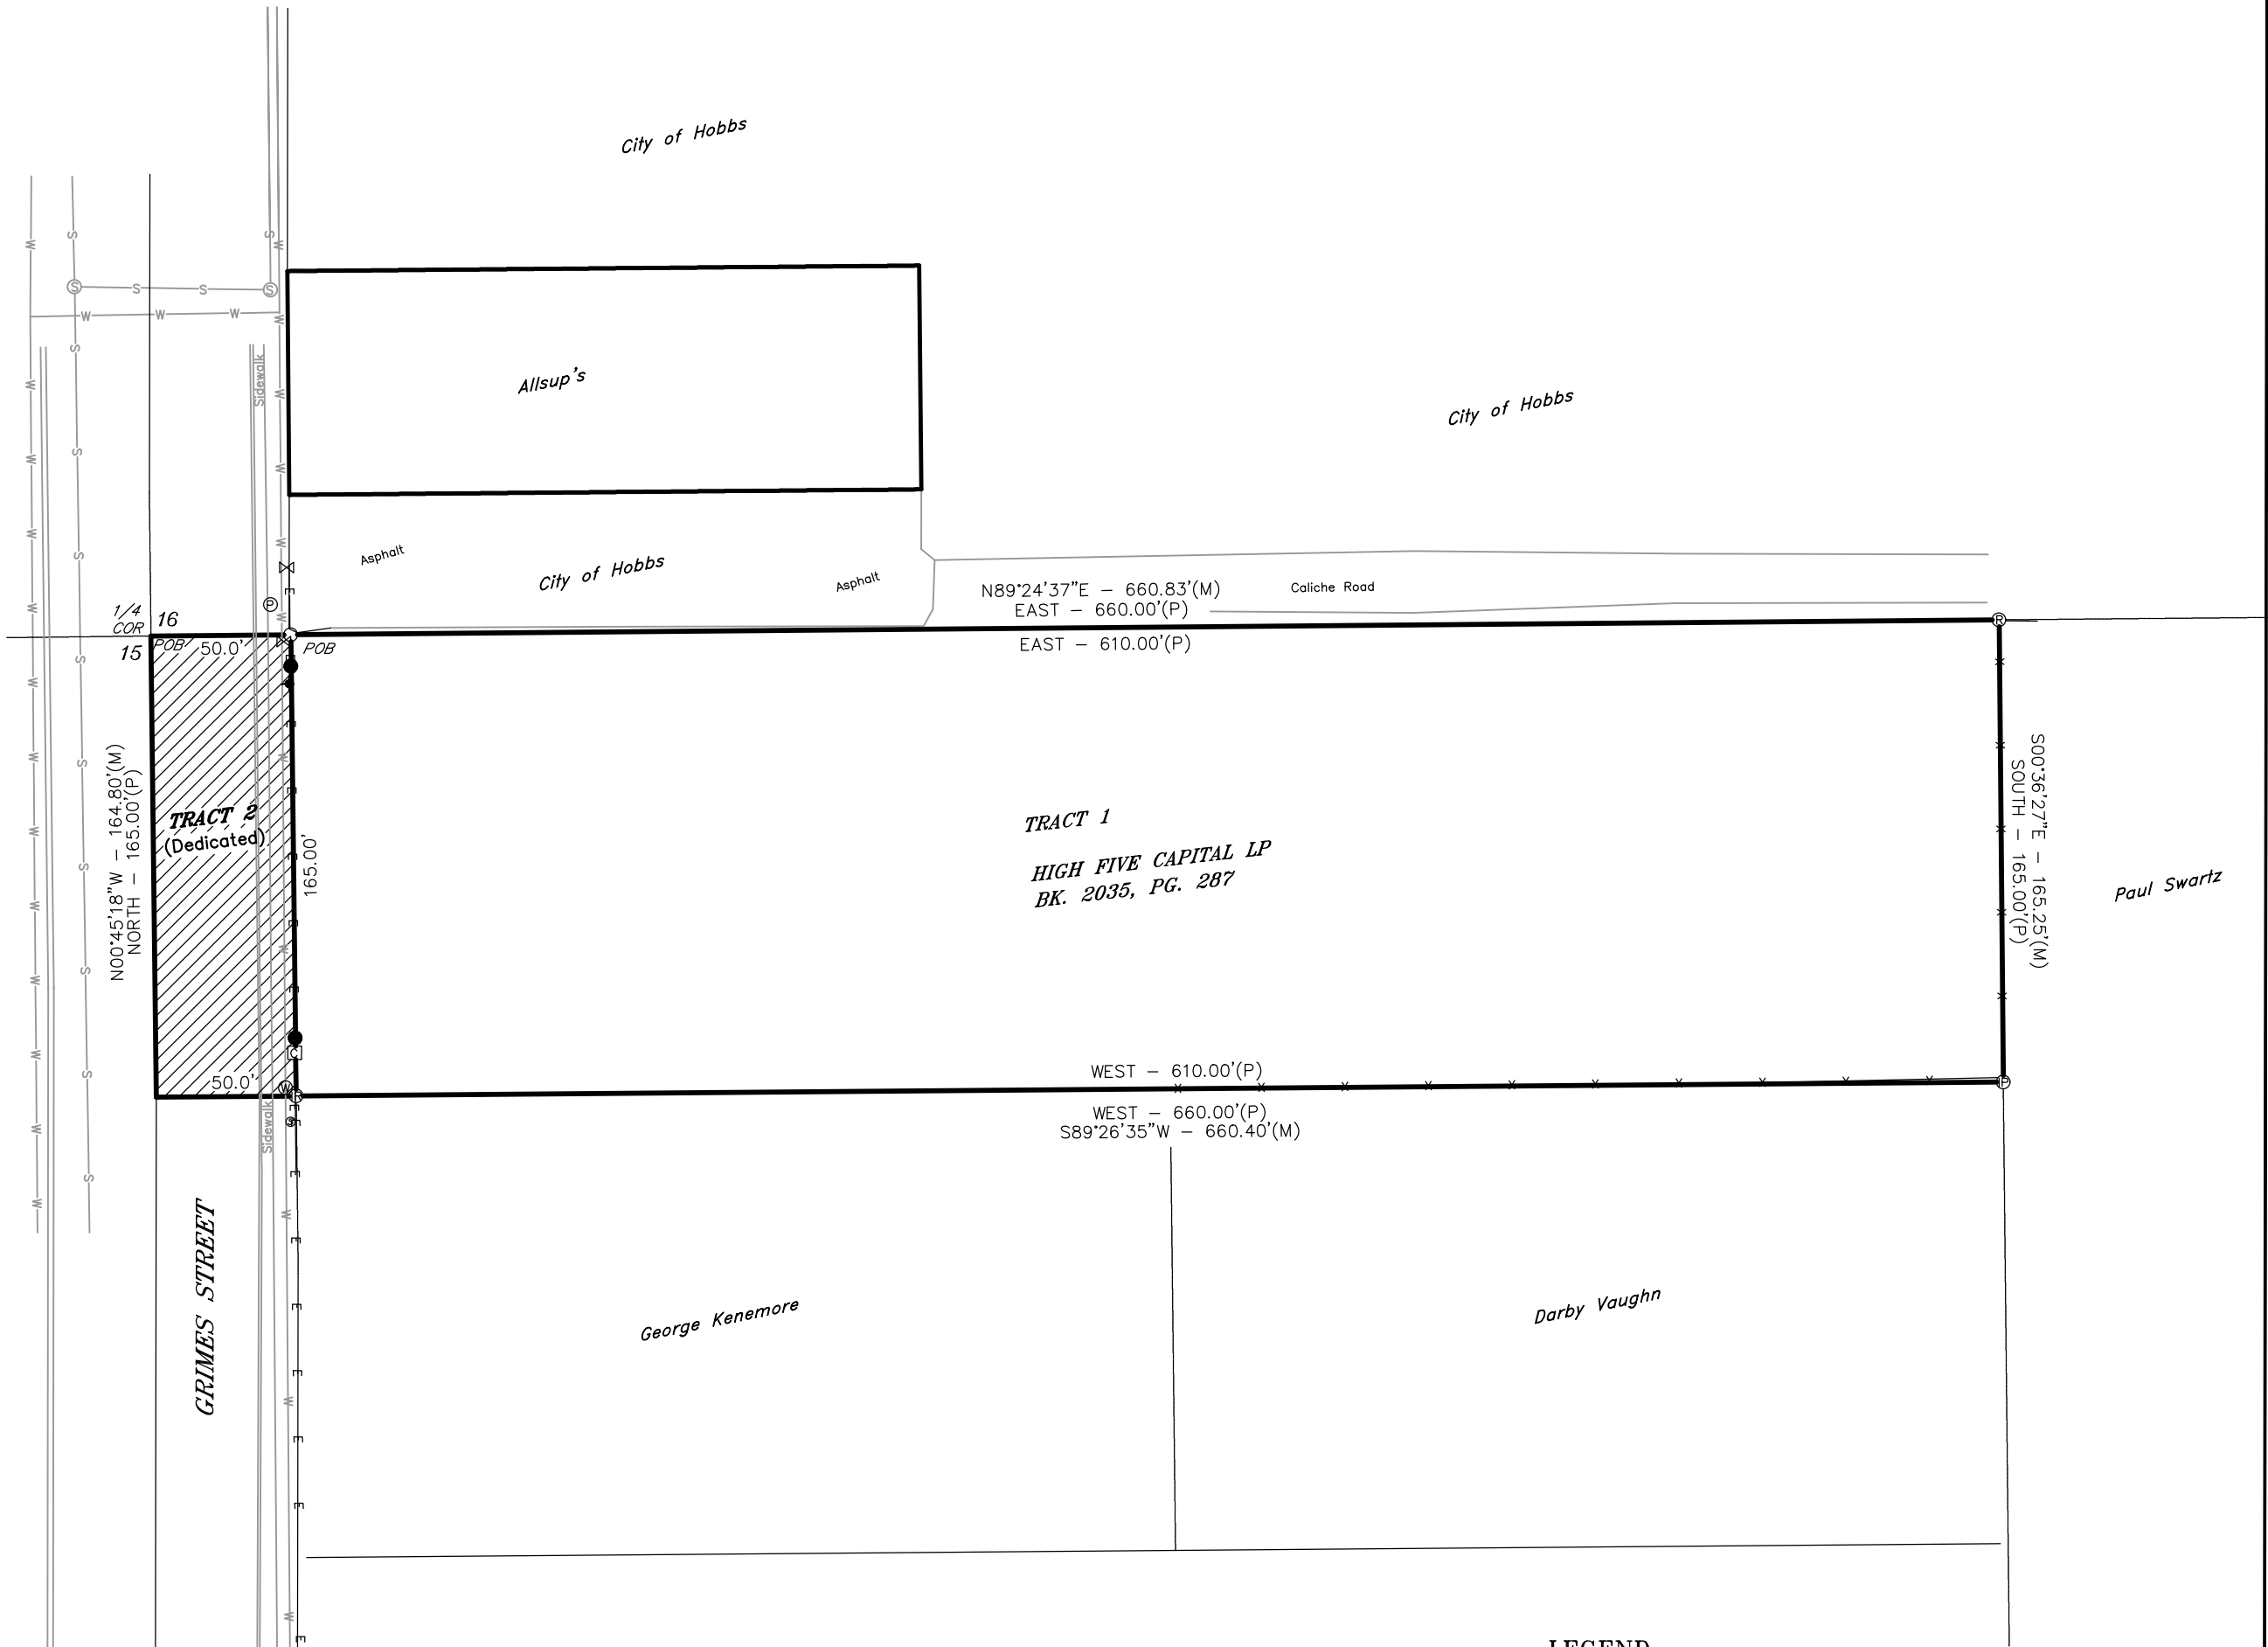 City of Hobbs
S
S
W
W
S
S
S
S
W
W
W
S
W
Sidewalk
W
W
Allsup's
City of Hobbs
W
S
W
W
W
Asphalt
City of Hobbs
Asphalt
S
N89°24'37"E – 660.83'(M)
EAST – 660.00'(P)
Caliche Road
E
P
W
W
1/4
COR
16
15
POB
50.0'
POB
EAST – 610.00'(P)
R
S
W
N00°45'18"W – 164.80'(M)
NORTH – 165.00'(P)
S00°36'27"E – 165.25'(M)
SOUTH – 165.00'(P)
TRACT 2
(Dedicated)
165.00'
TRACT 1
HIGH FIVE CAPITAL LP
BK. 2035, PG. 287
Paul Swartz
W
S
W
S
W
S
W
C
50.0'
W
R
WEST – 610.00'(P)
P
WEST – 660.00'(P)
S89°26'35"W – 660.40'(M)
Sidewalk
E
E
S
W
W
GRIMES STREET
E
E
George Kenemore
Darby Vaughn
E
W
E
E
W
E
LEGEND